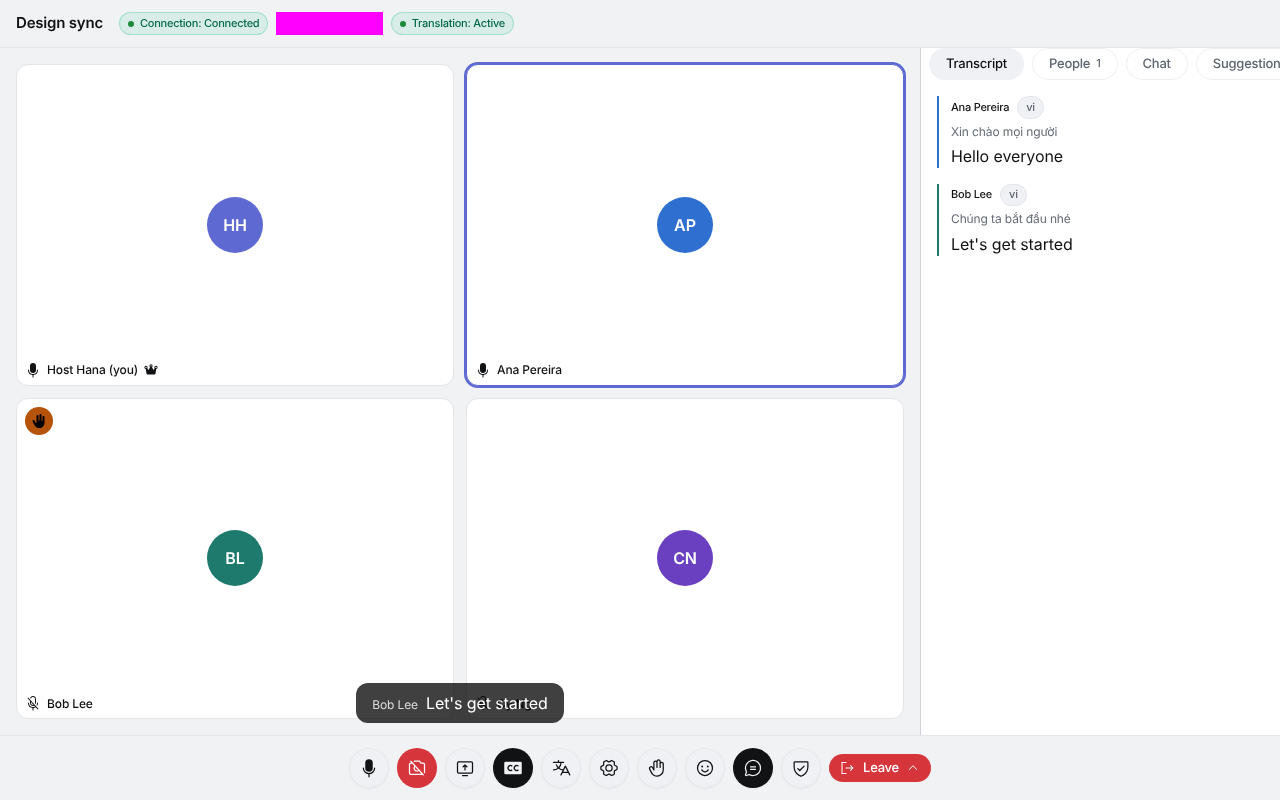 Design sync
Connection: Connected
Translation: Active
Transcript
People 1
Chat
Suggestion
HH
Host Hana (you)
AP
Ana Pereira
BL
Bob Lee
CN
Ana Pereira vi
Xin chào mọi người
Hello everyone
Bob Lee vi
Chúng ta bắt đầu nhé
Let's get started
Bob Lee Let's get started
CC
Leave